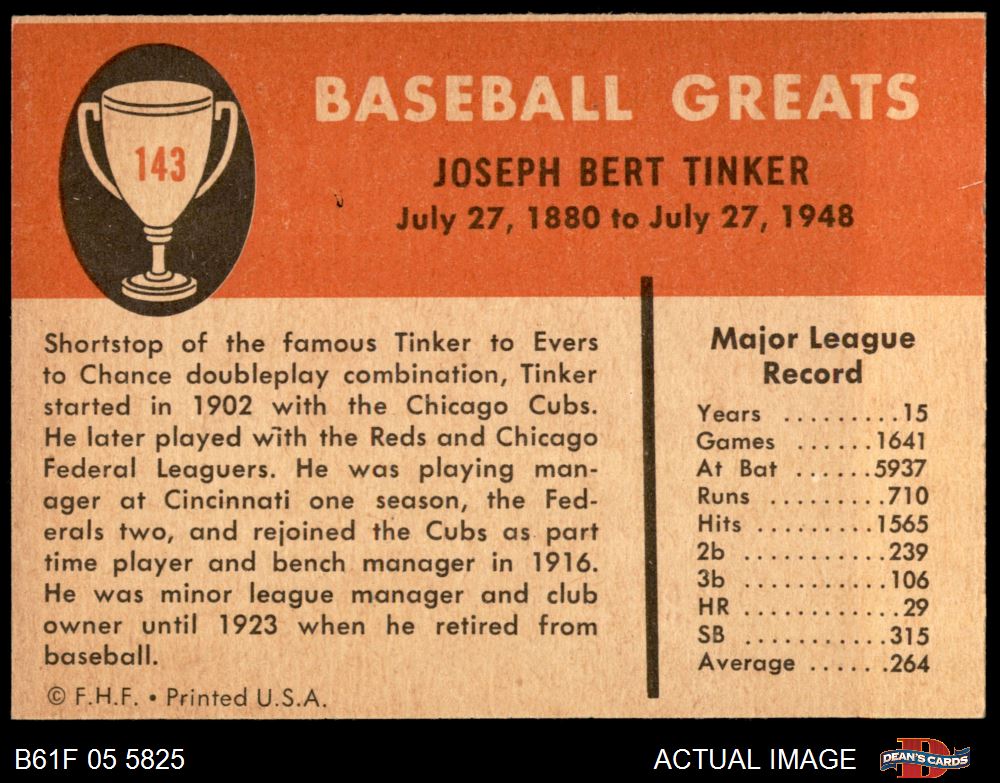 143
BASEBALL GREATS
JOSEPH BERT TINKER
July 27, 1880 to July 27, 1948
Shortstop of the famous Tinker to Evers
to Chance doubleplay combination, Tinker
started in 1902 with the Chicago Cubs.
He later played with the Reds and Chicago
Federal Leaguers. He was playing man-
ager at Cincinnati one season, the Fed-
erals two, and rejoined the Cubs as part
time player and bench manager in 1916.
He was minor league manager and club
owner until 1923 when he retired from
baseball.
© F.H.F. • Printed U.S.A.
Major League
Record
Years .........15
Games ......1641
At Bat ......5937
Runs .........710
Hits .........1565
2b ...........239
3b ...........106
HR ............29
SB ...........315
Average ......264
B61F 05 5825
ACTUAL IMAGE
DEAN'S CARDS